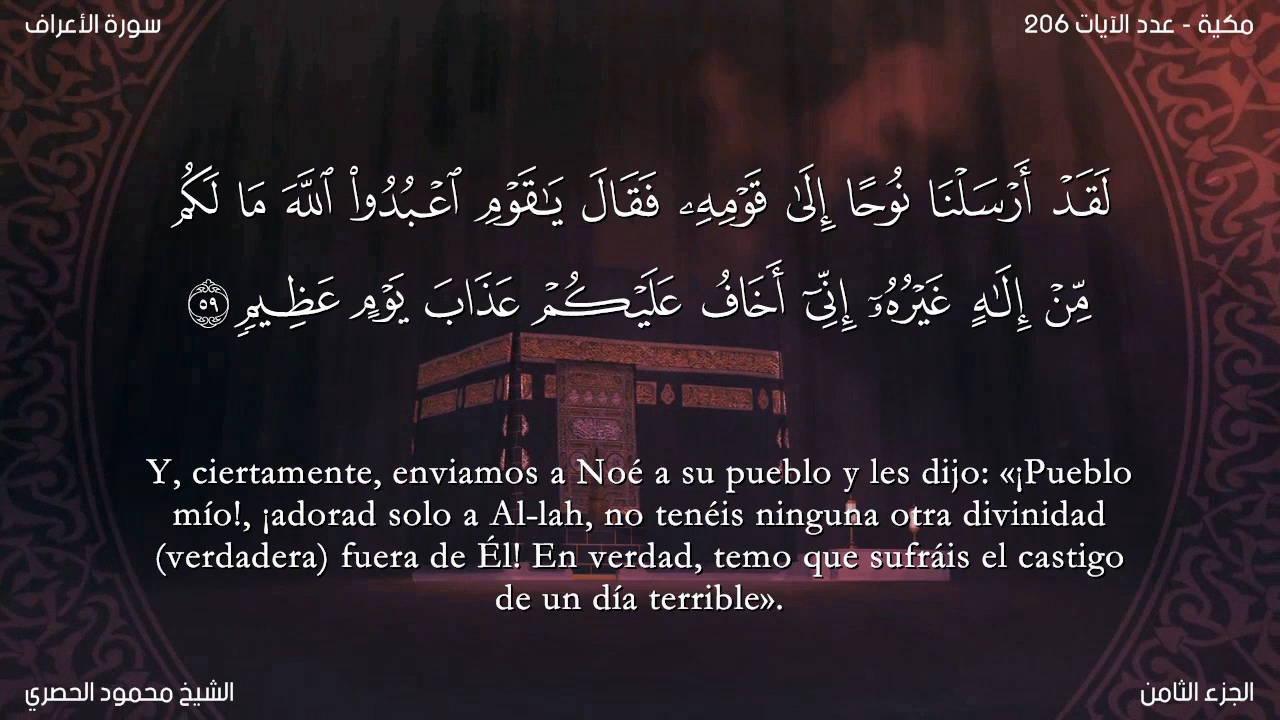 سورة الأعراف
مكية - عدد الآيات 206
لَقَدْ أَرْسَلْنَا نُوحًا إِلَىٰ قَوْمِهِۦ فَقَالَ يَـٰقَوْمِ ٱعْبُدُوا۟ ٱللَّهَ مَا لَكُم
مِّنْ إِلَـٰهٍ غَيْرُهُۥٓ إِنِّىٓ أَخَافُ عَلَيْكُمْ عَذَابَ يَوْمٍ عَظِيمٍ ٥٩
Y, ciertamente, enviamos a Noé a su pueblo y les dijo: «¡Pueblo
mío!, ¡adorad solo a Al-lah, no tenéis ninguna otra divinidad
(verdadera) fuera de Él! En verdad, temo que sufráis el castigo
de un día terrible».
الشيخ محمود الحصري
الجزء الثامن